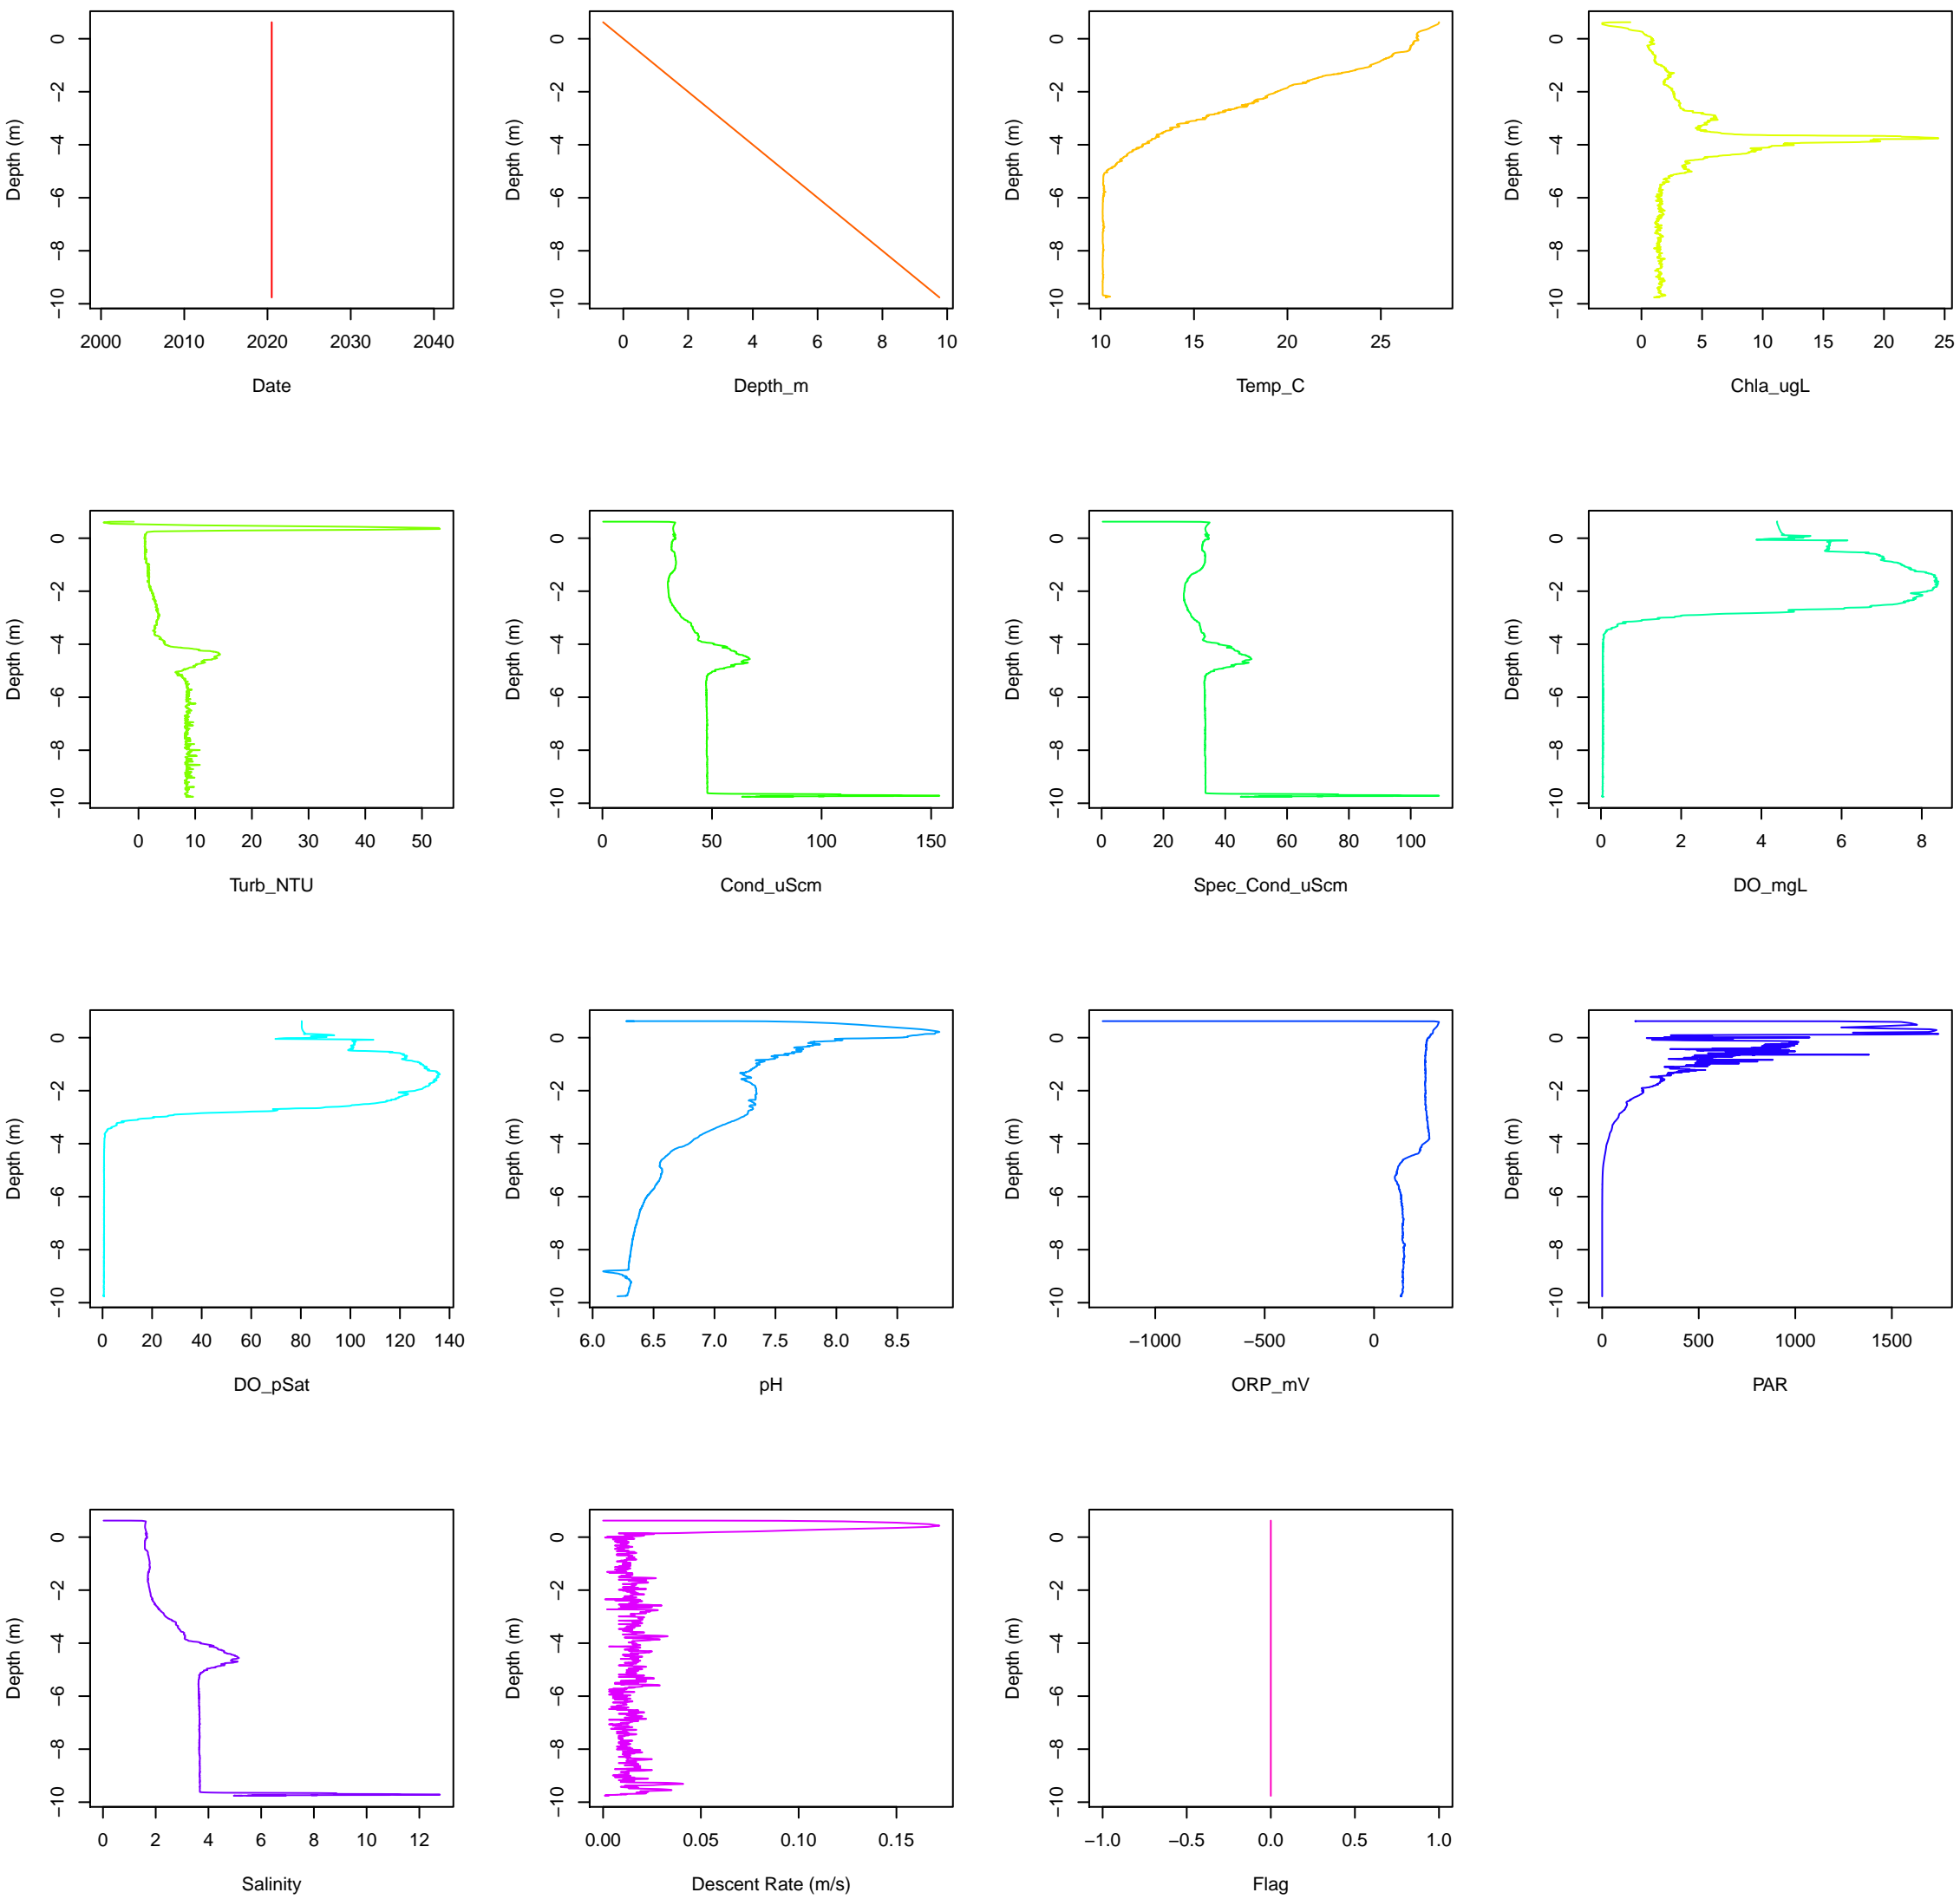 Depth (m)
0
−2
−4
−6
−8
−10
2000 2010 2020 2030 2040
Date
Depth (m)
0
−2
−4
−6
−8
−10
0 2 4 6 8 10
Depth_m
Depth (m)
0
−2
−4
−6
−8
−10
10 15 20 25
Temp_C
Depth (m)
0
−2
−4
−6
−8
−10
0 5 10 15 20 25
Chla_ugL
Depth (m)
0
−2
−4
−6
−8
−10
0 10 20 30 40 50
Turb_NTU
Depth (m)
0
−2
−4
−6
−8
−10
0 50 100 150
Cond_uScm
Depth (m)
0
−2
−4
−6
−8
−10
0 20 40 60 80 100
Spec_Cond_uScm
Depth (m)
0
−2
−4
−6
−8
−10
0 2 4 6 8
DO_mgL
Depth (m)
0
−2
−4
−6
−8
−10
0 20 40 60 80 100 120 140
DO_pSat
Depth (m)
0
−2
−4
−6
−8
−10
6.0 6.5 7.0 7.5 8.0 8.5
pH
Depth (m)
0
−2
−4
−6
−8
−10
−1000 −500 0
ORP_mV
Depth (m)
0
−2
−4
−6
−8
−10
0 500 1000 1500
PAR
Depth (m)
0
−2
−4
−6
−8
−10
0 2 4 6 8 10 12
Salinity
Depth (m)
0
−2
−4
−6
−8
−10
0.00 0.05 0.10 0.15
Descent Rate (m/s)
Depth (m)
0
−2
−4
−6
−8
−10
−1.0 −0.5 0.0 0.5 1.0
Flag